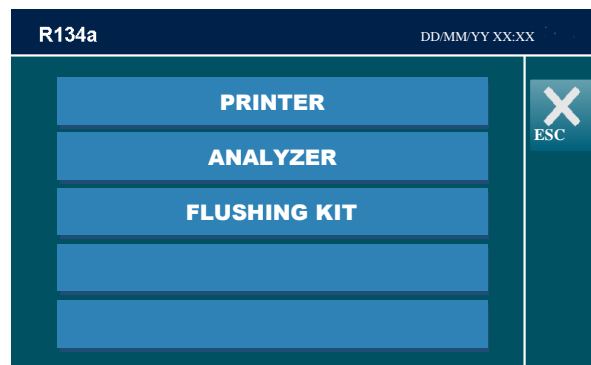 R134a DD/MM/YY XX:XX
PRINTER
ESC
ANALYZER
FLUSHING KIT